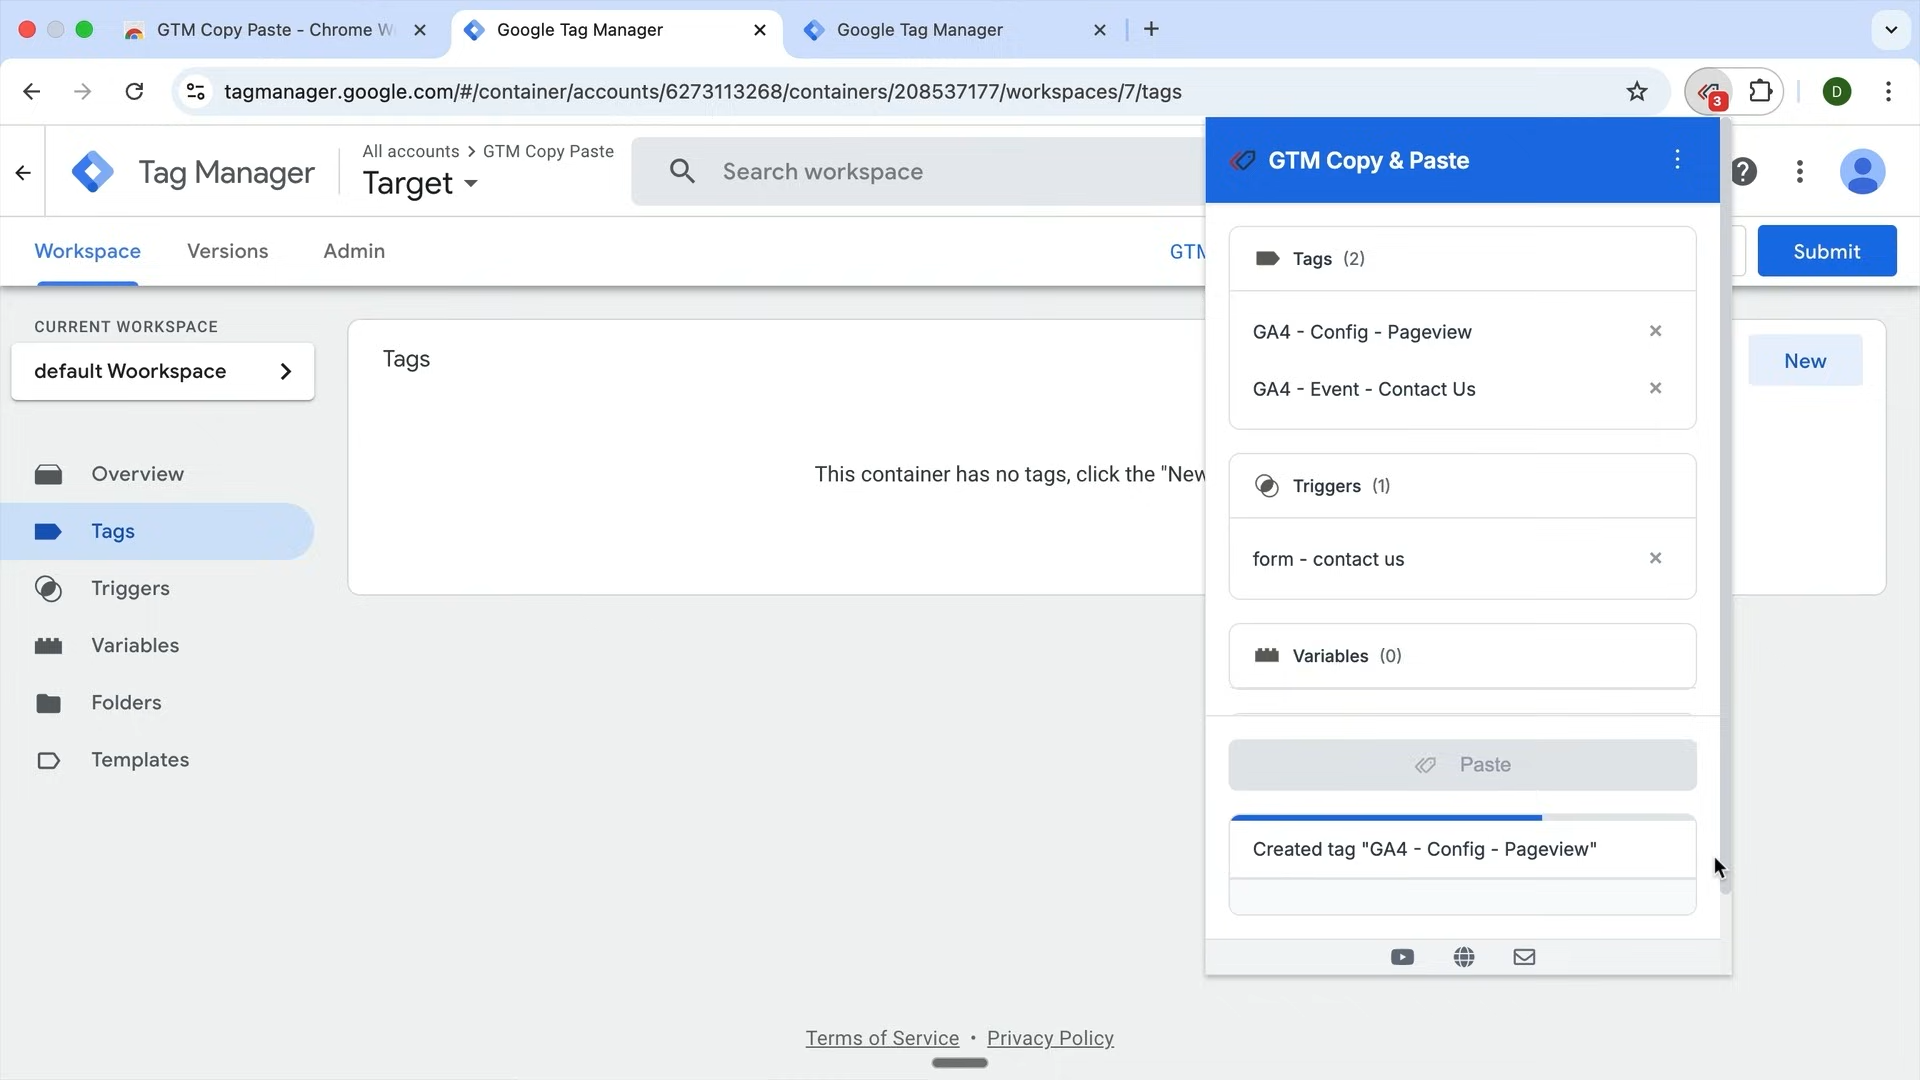 GTM Copy Paste - Chrome W
Google Tag Manager
Google Tag Manager
tagmanager.google.com/#/container/accounts/6273113268/containers/208537177/workspaces/7/tags
3
D
Tag Manager
All accounts > GTM Copy Paste
Target
Search workspace
GTM Copy & Paste
Workspace
Versions
Admin
GTM
Submit
CURRENT WORKSPACE
default Woorkspace
Overview
Tags
Triggers
Variables
Folders
Templates
Tags
New
This container has no tags, click the "New
Tags (2)
GA4 - Config - Pageview
GA4 - Event - Contact Us
Triggers (1)
form - contact us
Variables (0)
Paste
Created tag "GA4 - Config - Pageview"
Terms of Service • Privacy Policy